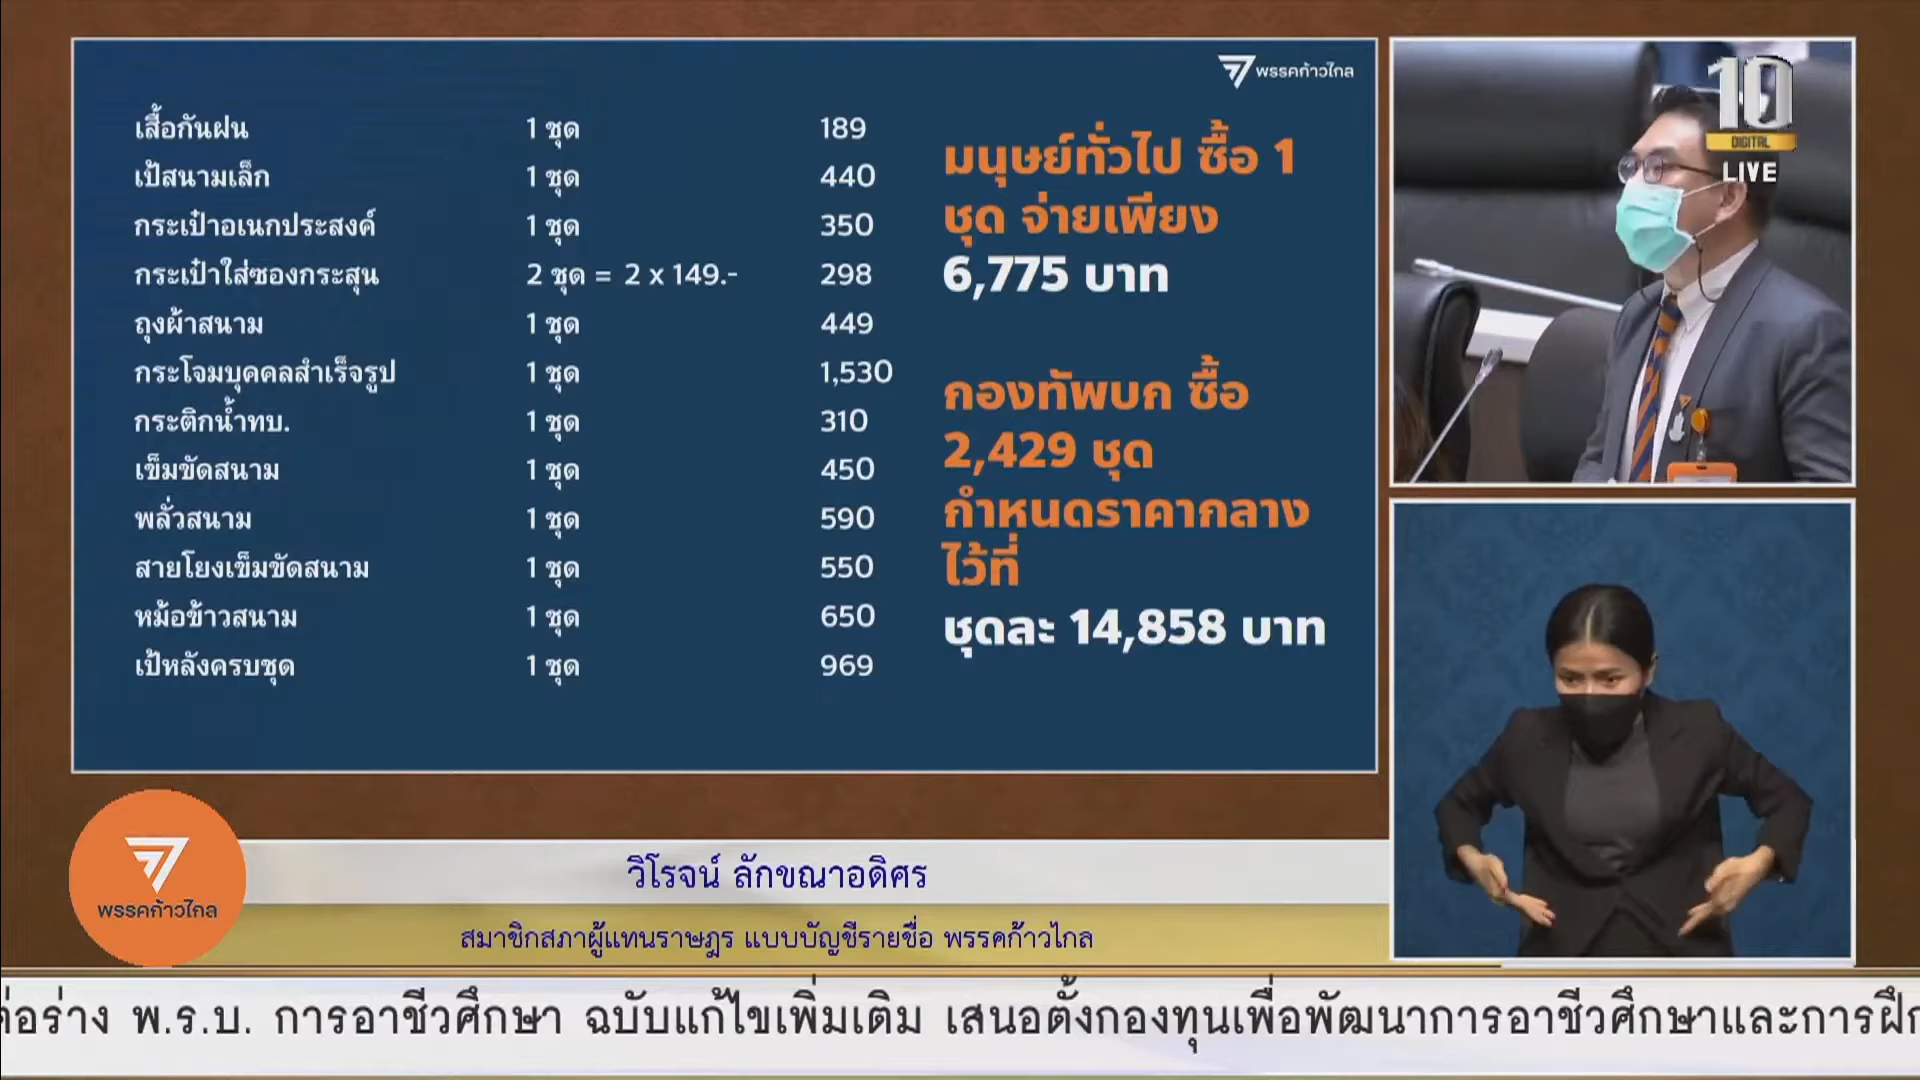 พรรคก้าวไกล
เสื้อกันฝน 1 ชุด 189
เป้สนามเล็ก 1 ชุด 440
กระเป๋าอเนกประสงค์ 1 ชุด 350
กระเป๋าใส่ซองกระสุน 2 ชุด = 2 x 149.- 298
ถุงผ้าสนาม 1 ชุด 449
กระโจมบุคคลสำเร็จรูป 1 ชุด 1,530
กระติกน้ำทบ. 1 ชุด 310
เข็มขัดสนาม 1 ชุด 450
พลั่วสนาม 1 ชุด 590
สายโยงเข็มขัดสนาม 1 ชุด 550
หม้อข้าวสนาม 1 ชุด 650
เป้หลังครบชุด 1 ชุด 969
มนุษย์ทั่วไป ซื้อ 1
ชุด จ่ายเพียง
6,775 บาท
กองทัพบก ซื้อ
2,429 ชุด
กำหนดราคากลาง
ไว้ที่
ชุดละ 14,858 บาท
10
DIGITAL
LIVE
พรรคก้าวไกล
วิโรจน์ ลักขณาอดิศร
สมาชิกสภาผู้แทนราษฎร แบบบัญชีรายชื่อ พรรคก้าวไกล
ต่อร่าง พ.ร.บ. การอาชีวศึกษา ฉบับแก้ไขเพิ่มเติม เสนอตั้งกองทุนเพื่อพัฒนาการอาชีวศึกษาและการฝึก